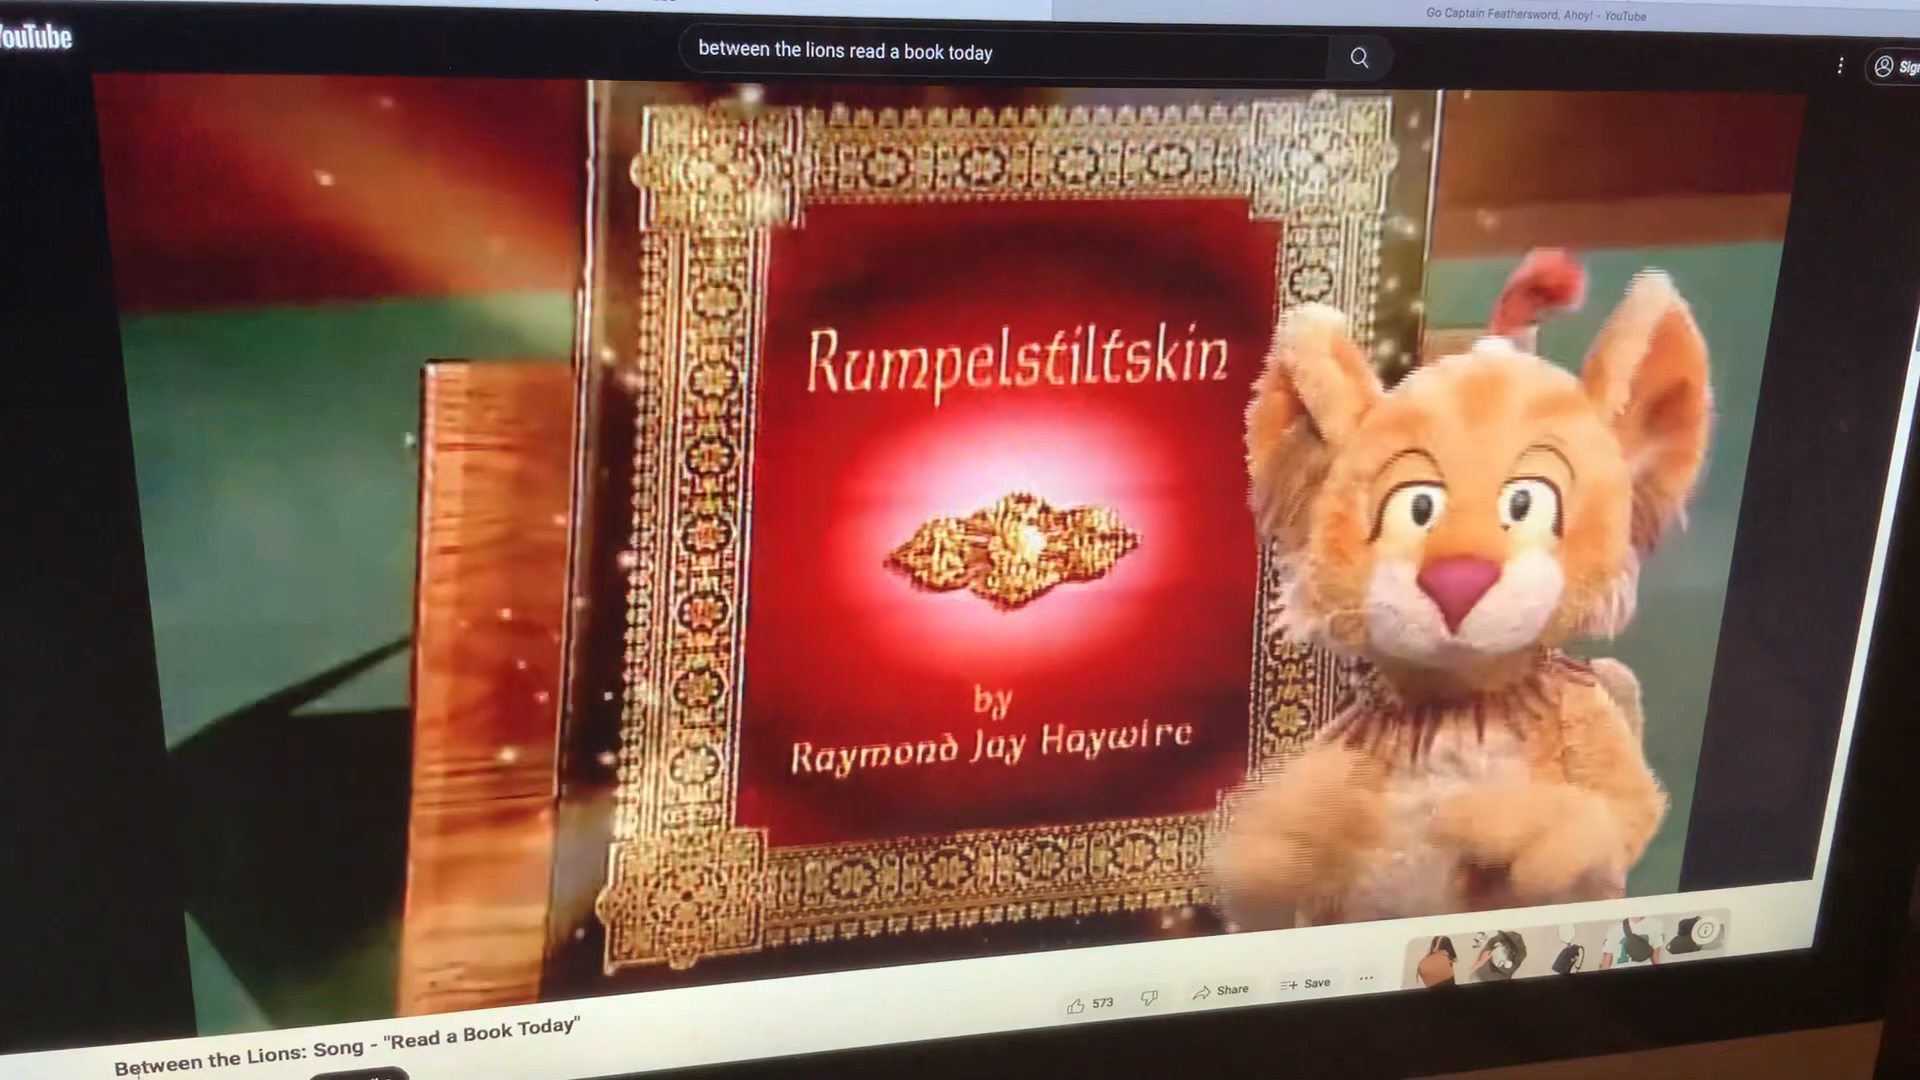 Go Captain Feathersword, Ahoy! - YouTube
YouTube
between the lions read a book today
Rumpelstiltskin
by
Raymond Jay Haywire
573
Share
Save
Between the Lions: Song - "Read a Book Today"